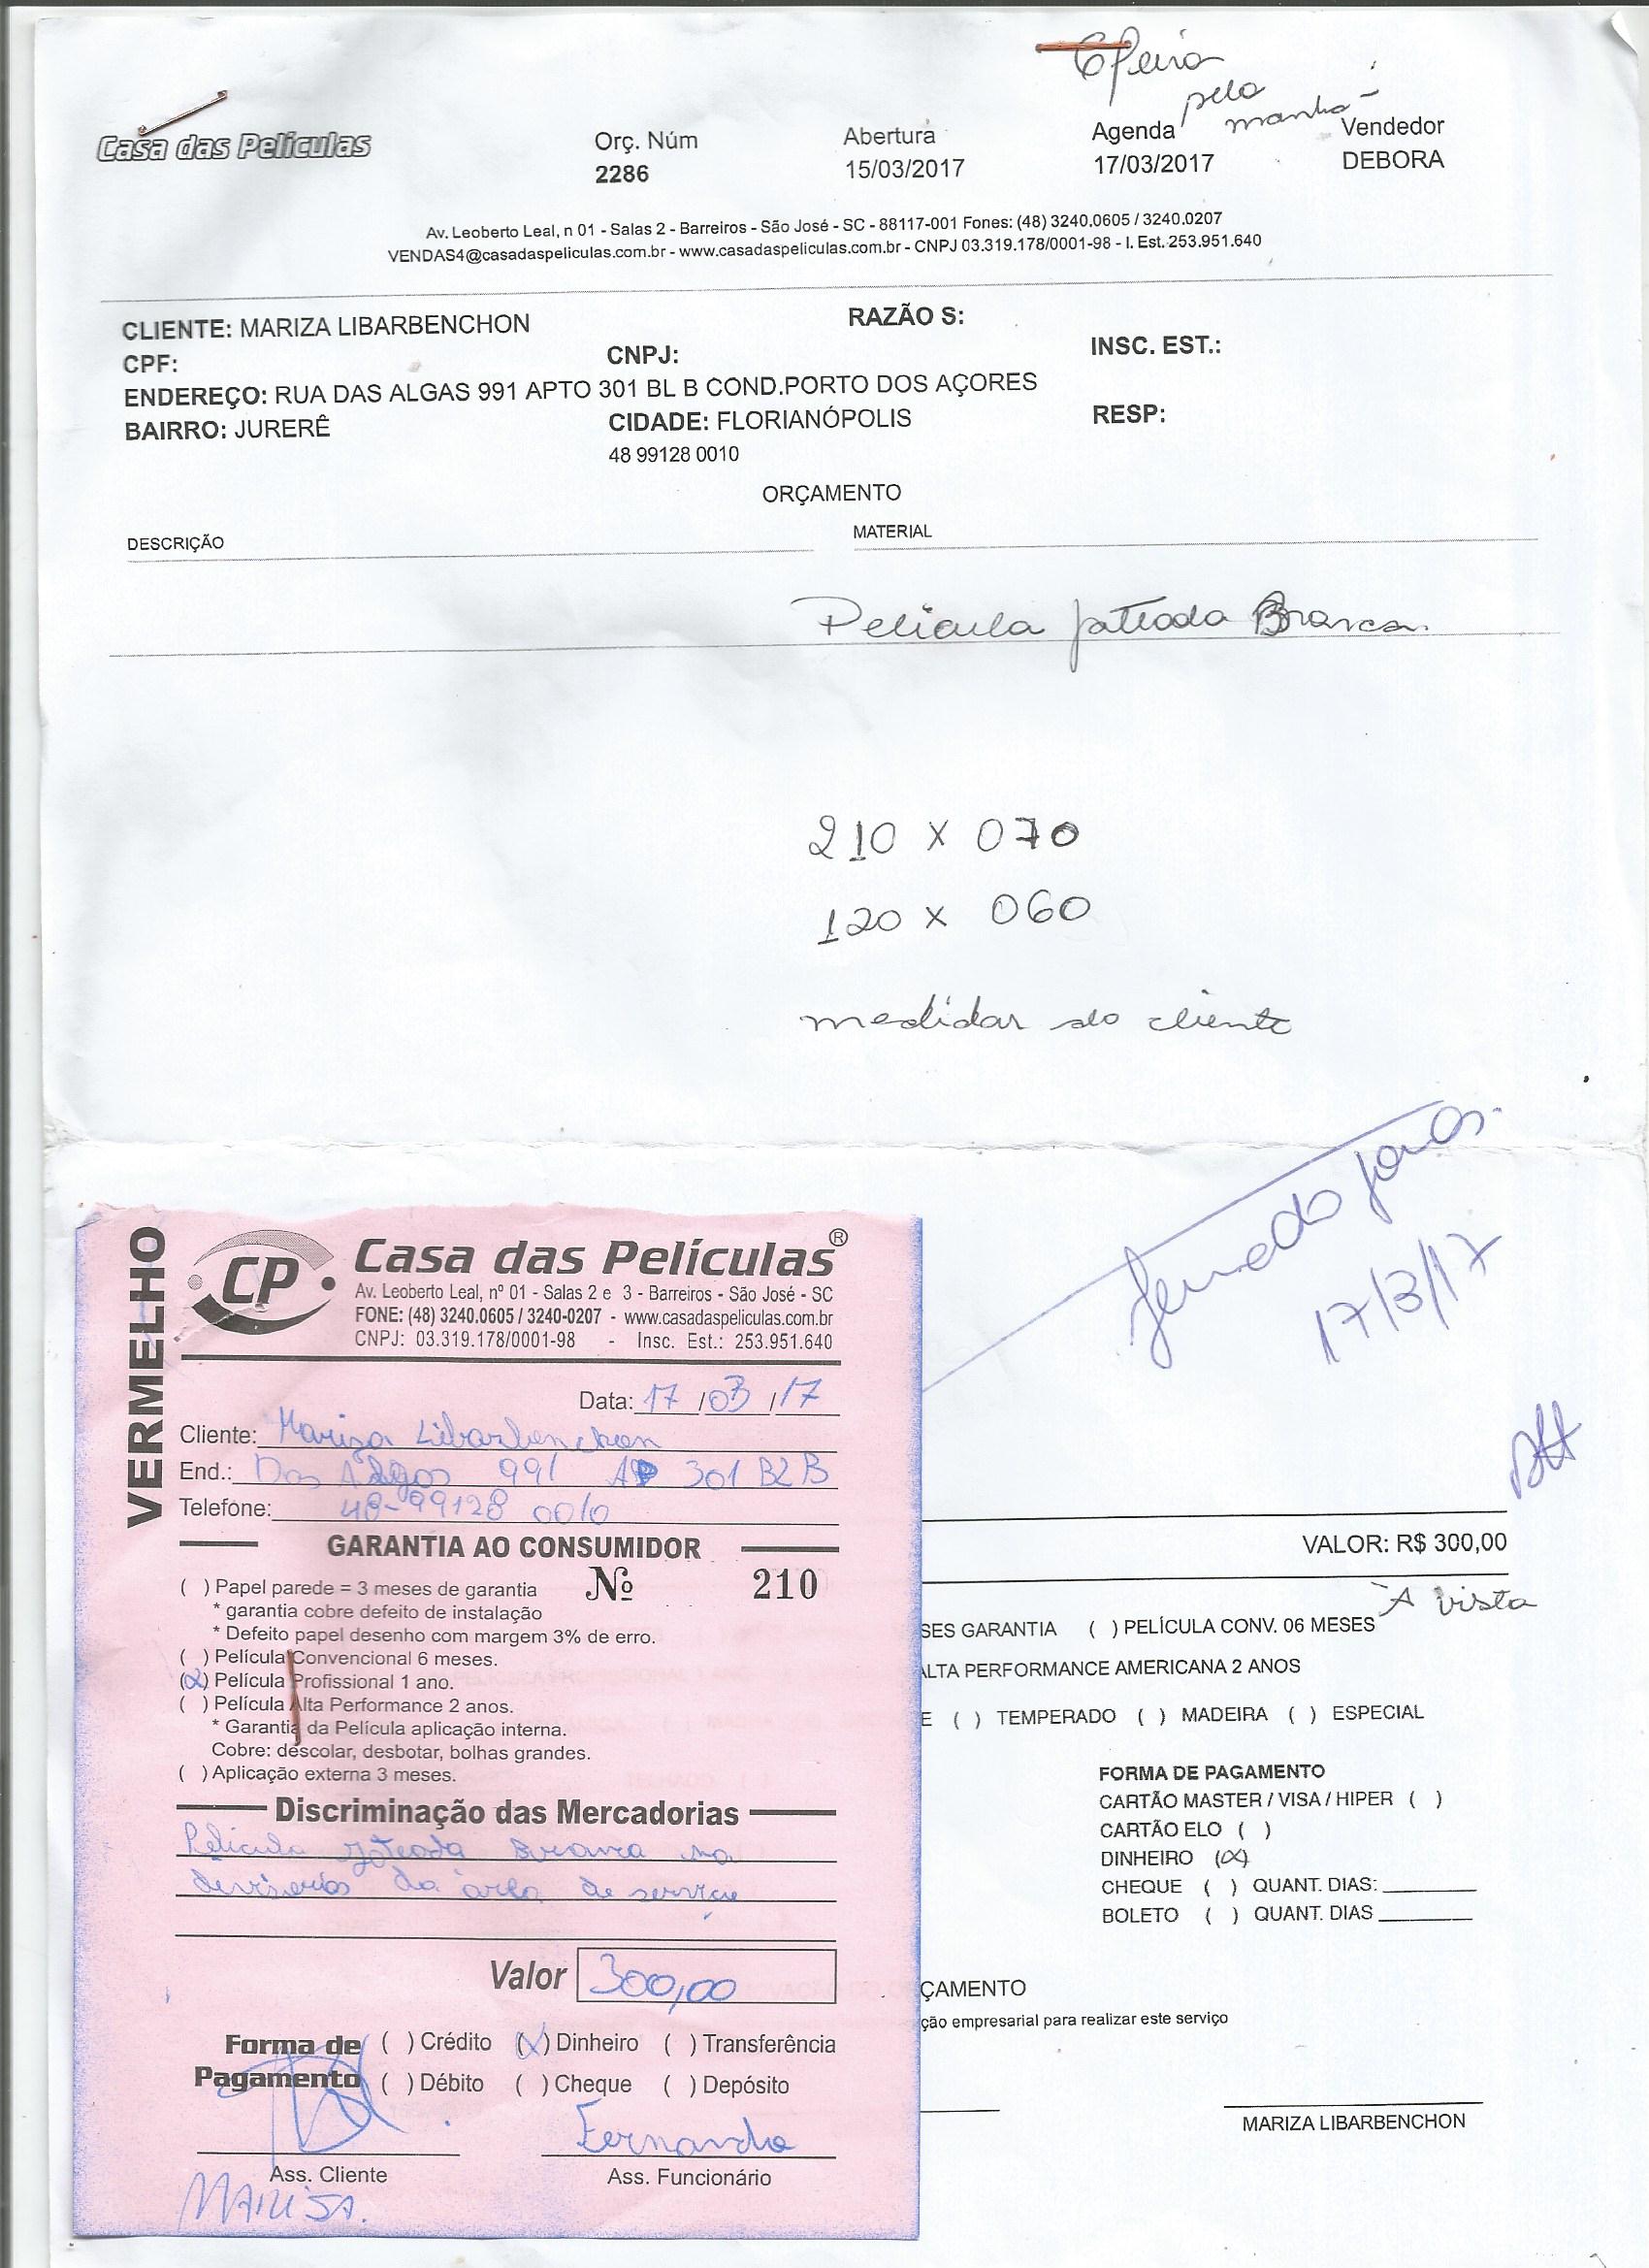 6ª feira
pela
manhã
Casa das Películas
Orç. Núm
2286
Abertura
15/03/2017
Agenda
17/03/2017
Vendedor
DEBORA
Av. Leoberto Leal, n 01 - Salas 2 - Barreiros - São José - SC - 88117-001 Fones: (48) 3240.0605 / 3240.0207
VENDAS4@casadaspeliculas.com.br - www.casadaspeliculas.com.br - CNPJ 03.319.178/0001-98 - I. Est. 253.951.640
CLIENTE: MARIZA LIBARBENCHON RAZÃO S:
CPF: CNPJ: INSC. EST.:
ENDEREÇO: RUA DAS ALGAS 991 APTO 301 BL B COND.PORTO DOS AÇORES
BAIRRO: JURERÊ CIDADE: FLORIANÓPOLIS RESP:
48 99128 0010
ORÇAMENTO
DESCRIÇÃO MATERIAL
Película jateada Branca.
210 X 070
120 x 060
medidas do cliente
17/3/17
VALOR: R$ 300,00
À vista
SES GARANTIA ( ) PELÍCULA CONV. 06 MESES
ALTA PERFORMANCE AMERICANA 2 ANOS
E ( ) TEMPERADO ( ) MADEIRA ( ) ESPECIAL
FORMA DE PAGAMENTO
CARTÃO MASTER / VISA / HIPER ( )
CARTÃO ELO ( )
DINHEIRO (X)
CHEQUE ( ) QUANT. DIAS:
BOLETO ( ) QUANT. DIAS
ÇAMENTO
ção empresarial para realizar este serviço
MARIZA LIBARBENCHON
VERMELHO
CP
Casa das Películas®
Av. Leoberto Leal, nº 01 - Salas 2 e 3 - Barreiros - São José - SC
FONE: (48) 3240.0605 / 3240-0207 - www.casadaspeliculas.com.br
CNPJ: 03.319.178/0001-98 - Insc. Est.: 253.951.640
Data: 17/03/17
Cliente: Mariza Libarbenchon
End.: Das Algas 991 AP 301 BL B
Telefone: 48-99128 0010
GARANTIA AO CONSUMIDOR
( ) Papel parede = 3 meses de garantia Nº 210
* garantia cobre defeito de instalação
* Defeito papel desenho com margem 3% de erro.
( ) Película Convencional 6 meses.
(X) Película Profissional 1 ano.
( ) Película Alta Performance 2 anos.
* Garantia da Película aplicação interna.
Cobre: descolar, desbotar, bolhas grandes.
( ) Aplicação externa 3 meses.
Discriminação das Mercadorias
Película jateada Branca na
divisorias da área de serviço
Valor 300,00
Forma de ( ) Crédito (X) Dinheiro ( ) Transferência
Pagamento ( ) Débito ( ) Cheque ( ) Depósito
Fernando
Ass. Cliente Ass. Funcionário
MARISA.